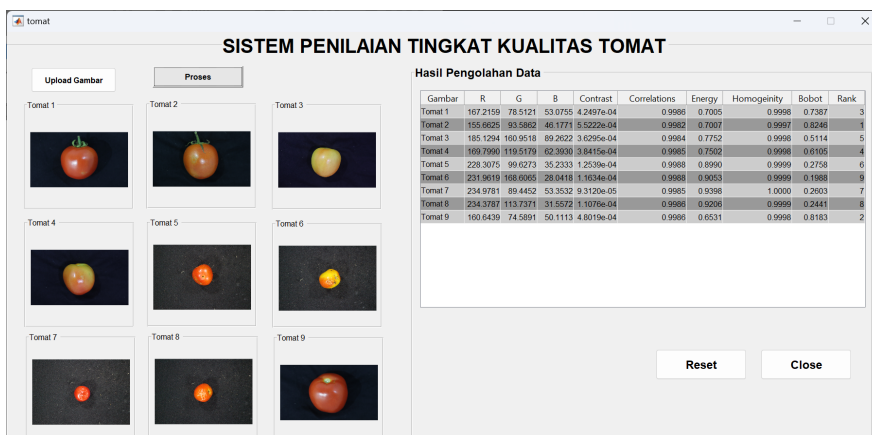 tomat
SISTEM PENILAIAN TINGKAT KUALITAS TOMAT
Upload Gambar
Proses
Tomat 1
Tomat 2
Tomat 3
Tomat 4
Tomat 5
Tomat 6
Tomat 7
Tomat 8
Tomat 9
Hasil Pengolahan Data
Gambar R G B Contrast Correlations Energy Homogeinity Bobot Rank
Tomat 1 167.2159 78.5121 53.0755 4.2497e-04 0.9986 0.7005 0.9998 0.7387 3
Tomat 2 155.6625 93.5862 46.1771 5.5222e-04 0.9982 0.7007 0.9997 0.8246 1
Tomat 3 185.1294 160.9518 89.2622 3.6295e-04 0.9984 0.7752 0.9998 0.5114 5
Tomat 4 169.7990 119.5179 62.3930 3.8415e-04 0.9985 0.7502 0.9998 0.6105 4
Tomat 5 228.3075 99.6273 35.2333 1.2539e-04 0.9988 0.8990 0.9999 0.2758 6
Tomat 6 231.9619 168.6065 28.0418 1.1634e-04 0.9988 0.9053 0.9999 0.1988 9
Tomat 7 234.9781 89.4452 53.3532 9.3120e-05 0.9985 0.9398 1.0000 0.2603 7
Tomat 8 234.3787 113.7371 31.5572 1.1076e-04 0.9986 0.9206 0.9999 0.2441 8
Tomat 9 160.6439 74.5891 50.1113 4.8019e-04 0.9986 0.6531 0.9998 0.8183 2
Reset
Close